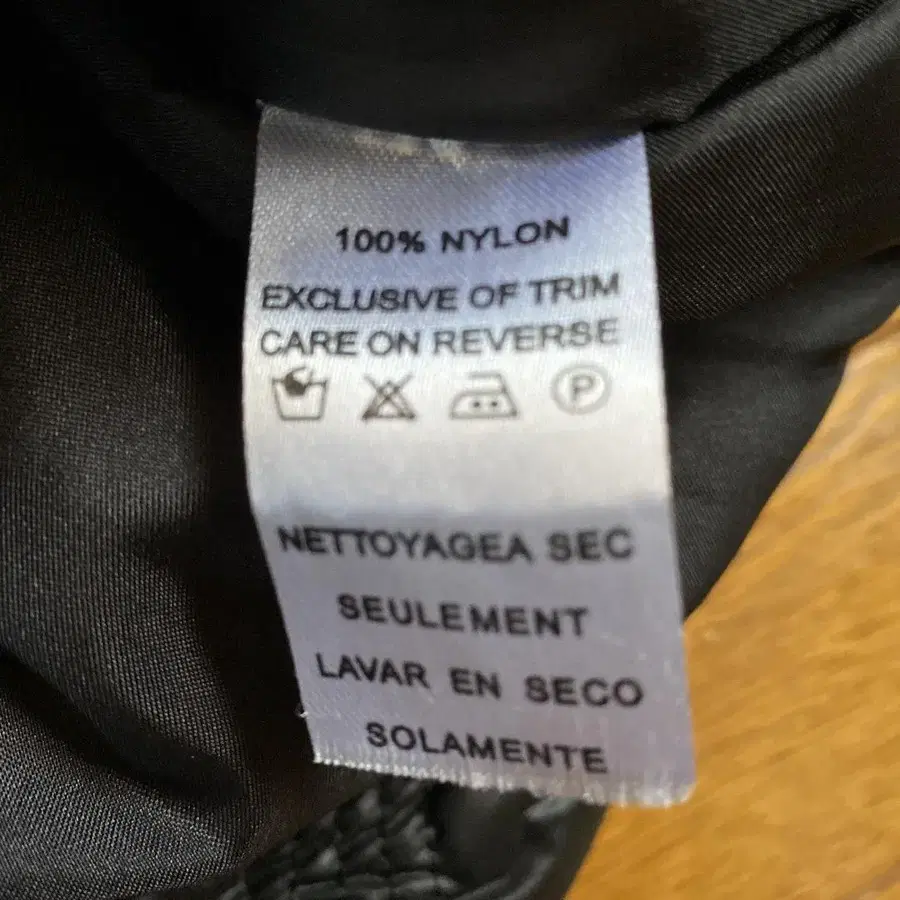 100% NYLON
EXCLUSIVE OF TRIM
CARE ON REVERSE
P
NETTOYAGEA SEC
SEULEMENT
LAVAR EN SECO
SOLAMENTE